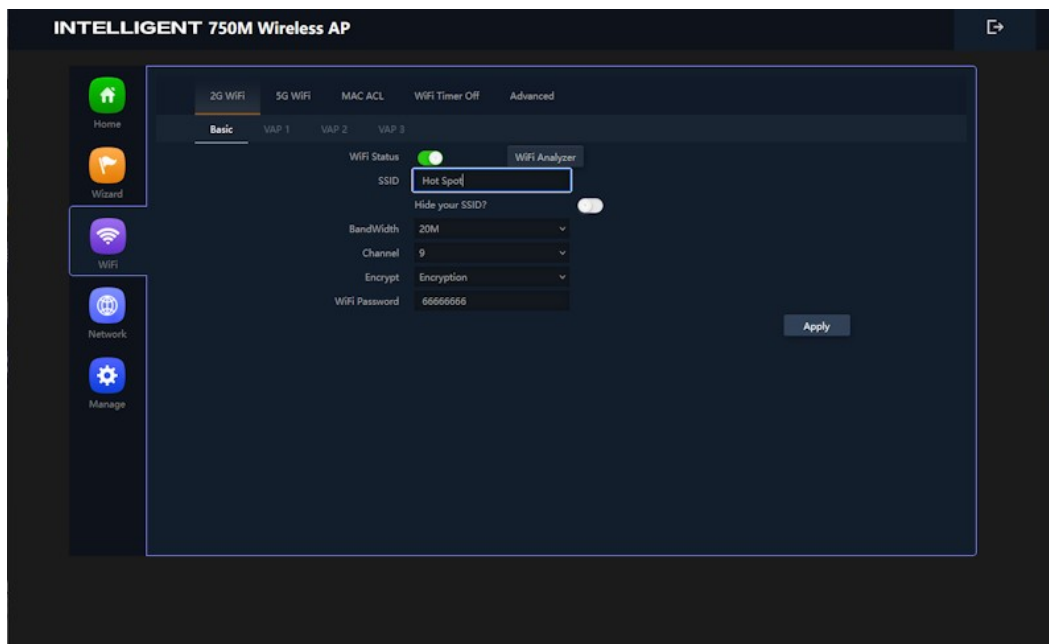 INTELLIGENT 750M Wireless AP
Home
Wizard
WiFi
Network
Manage
2G WiFi 5G WiFi MAC ACL WiFi Timer Off Advanced
Basic VAP 1 VAP 2 VAP 3
WiFi Status WiFi Analyzer
SSID Hot Spot
Hide your SSID?
BandWidth 20M
Channel 9
Encrypt Encryption
WiFi Password 66666666
Apply